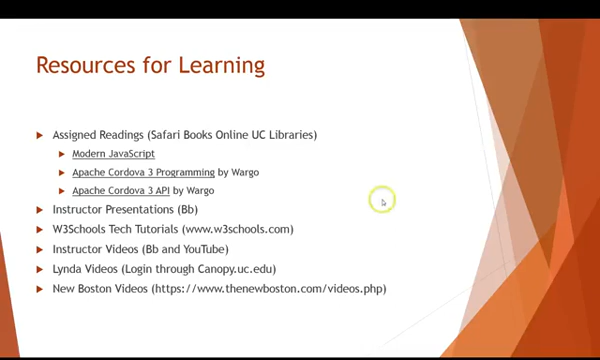 Resources for Learning
Assigned Readings (Safari Books Online UC Libraries)
Modern JavaScript
Apache Cordova 3 Programming by Wargo
Apache Cordova 3 API by Wargo
Instructor Presentations (Bb)
W3Schools Tech Tutorials (www.w3schools.com)
Instructor Videos (Bb and YouTube)
Lynda Videos (Login through Canopy.uc.edu)
New Boston Videos (https://www.thenewboston.com/videos.php)